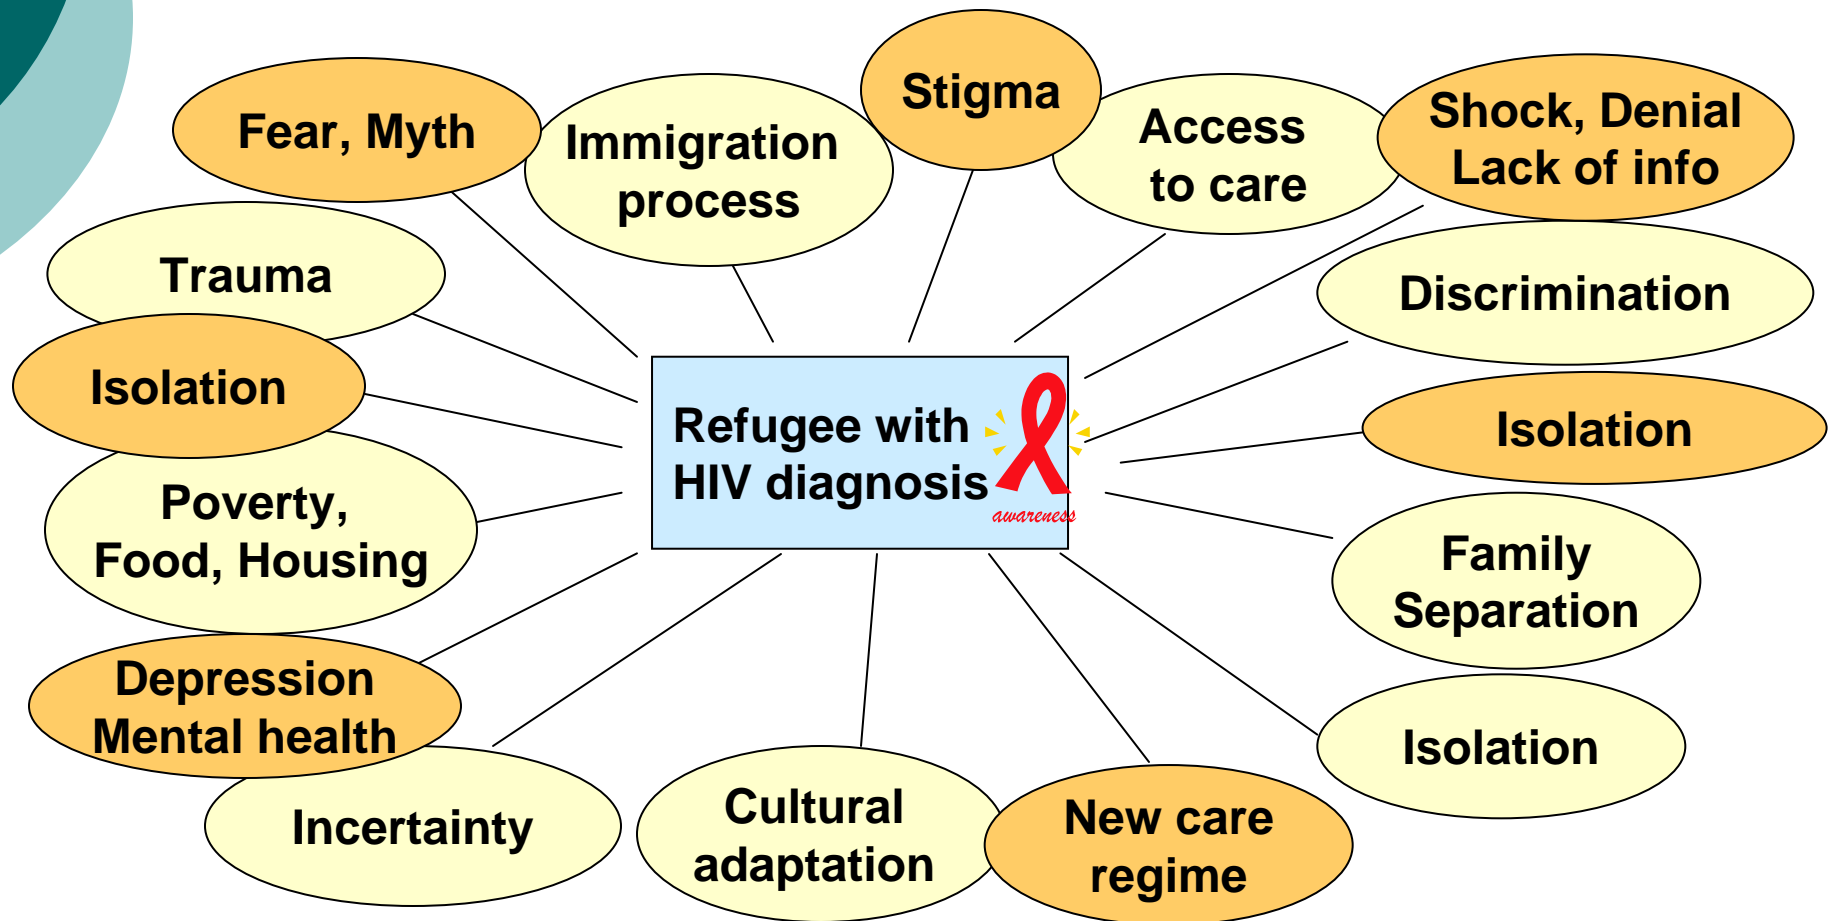 Stigma
Fear, Myth
Immigration
process
Access
to care
Shock, Denial
Lack of info
Trauma
Discrimination
Isolation
Refugee with
HIV diagnosis
awareness
Isolation
Poverty,
Food, Housing
Family
Separation
Depression
Mental health
Isolation
Incertainty
Cultural
adaptation
New care
regime